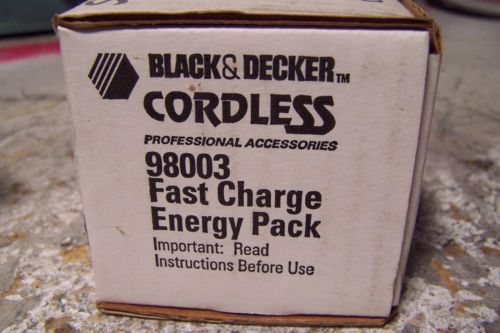 BLACK&DECKER™
CORDLESS
PROFESSIONAL ACCESSORIES
98003
Fast Charge
Energy Pack
Important: Read
Instructions Before Use